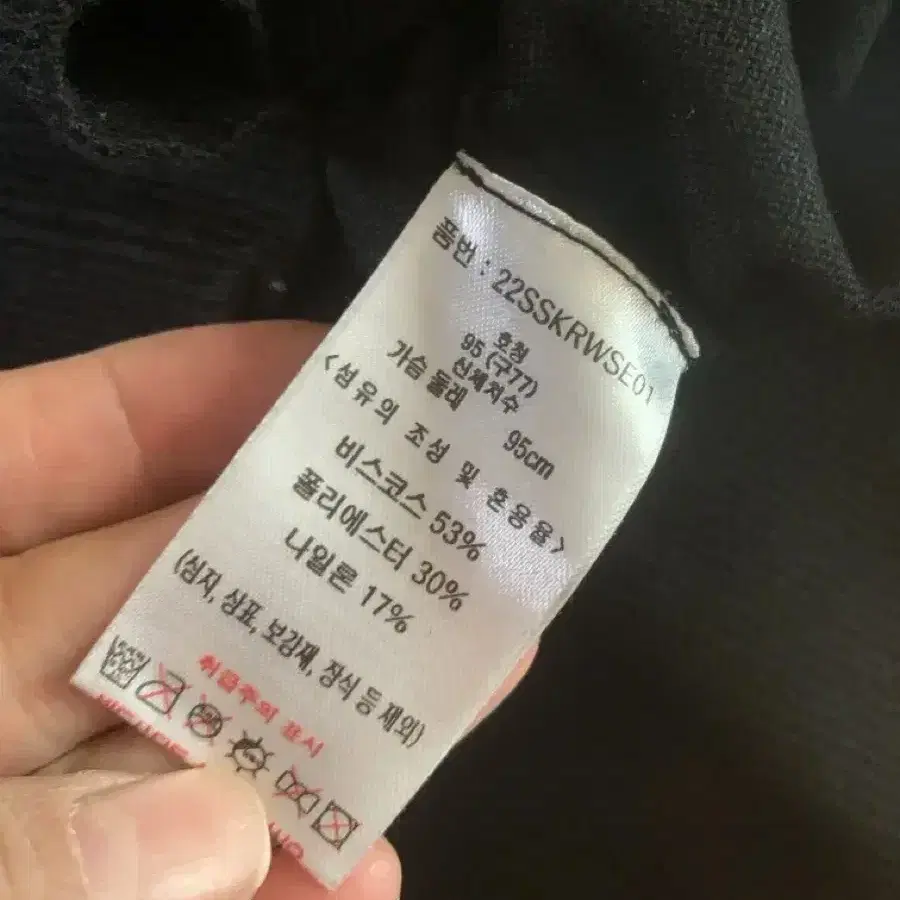 품번 : 22SSKRWSE01
호칭
95 (구77)
신체치수
가슴 둘레 95cm
<섬유의 조성 및 혼용율>
비스코스 53%
폴리에스터 30%
나일론 17%
(심지, 상표, 보강재, 장식 등 제외)
취급주의 표시